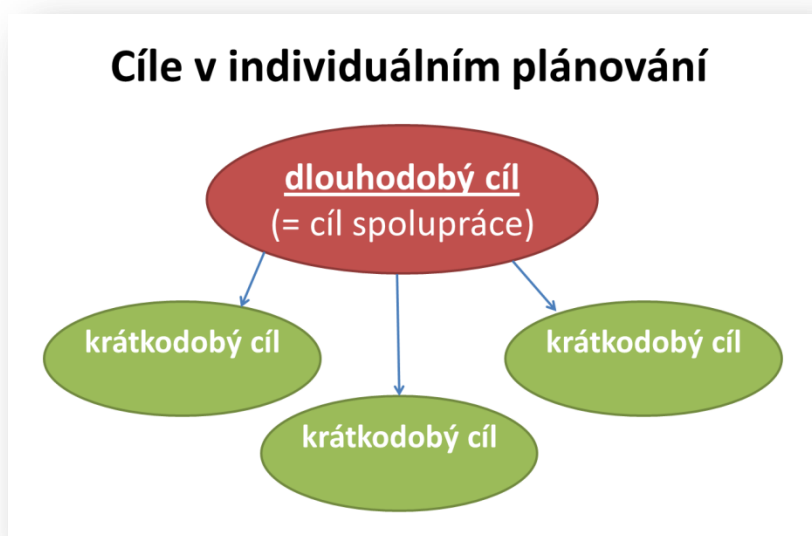 Cíle v individuálním plánování
dlouhodobý cíl
(= cíl spolupráce)
krátkodobý cíl
krátkodobý cíl
krátkodobý cíl